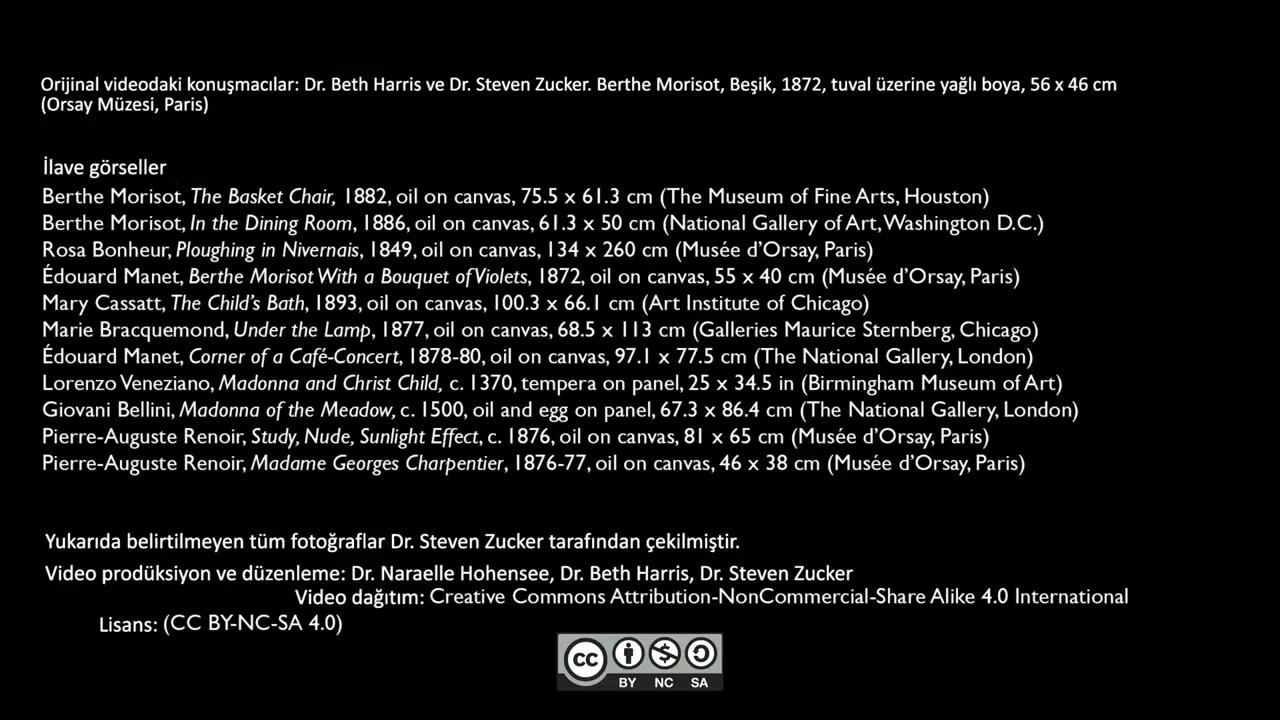 Orijinal videodaki konuşmacılar: Dr. Beth Harris ve Dr. Steven Zucker. Berthe Morisot, Beşik, 1872, tuval üzerine yağlı boya, 56 x 46 cm
(Orsay Müzesi, Paris)
İlave görseller
Berthe Morisot, The Basket Chair, 1882, oil on canvas, 75.5 x 61.3 cm (The Museum of Fine Arts, Houston)
Berthe Morisot, In the Dining Room, 1886, oil on canvas, 61.3 x 50 cm (National Gallery of Art, Washington D.C.)
Rosa Bonheur, Ploughing in Nivernais, 1849, oil on canvas, 134 x 260 cm (Musée d'Orsay, Paris)
Édouard Manet, Berthe Morisot With a Bouquet of Violets, 1872, oil on canvas, 55 x 40 cm (Musée d'Orsay, Paris)
Mary Cassatt, The Child's Bath, 1893, oil on canvas, 100.3 x 66.1 cm (Art Institute of Chicago)
Marie Bracquemond, Under the Lamp, 1877, oil on canvas, 68.5 x 113 cm (Galleries Maurice Sternberg, Chicago)
Édouard Manet, Corner of a Café-Concert, 1878-80, oil on canvas, 97.1 x 77.5 cm (The National Gallery, London)
Lorenzo Veneziano, Madonna and Christ Child, c. 1370, tempera on panel, 25 x 34.5 in (Birmingham Museum of Art)
Giovani Bellini, Madonna of the Meadow, c. 1500, oil and egg on panel, 67.3 x 86.4 cm (The National Gallery, London)
Pierre-Auguste Renoir, Study, Nude, Sunlight Effect, c. 1876, oil on canvas, 81 x 65 cm (Musée d'Orsay, Paris)
Pierre-Auguste Renoir, Madame Georges Charpentier, 1876-77, oil on canvas, 46 x 38 cm (Musée d'Orsay, Paris)
Yukarıda belirtilmeyen tüm fotoğraflar Dr. Steven Zucker tarafından çekilmiştir.
Video prodüksiyon ve düzenleme: Dr. Naraelle Hohensee, Dr. Beth Harris, Dr. Steven Zucker
Video dağıtım: Creative Commons Attribution-NonCommercial-Share Alike 4.0 International
Lisans: (CC BY-NC-SA 4.0)
CC
BY NC SA